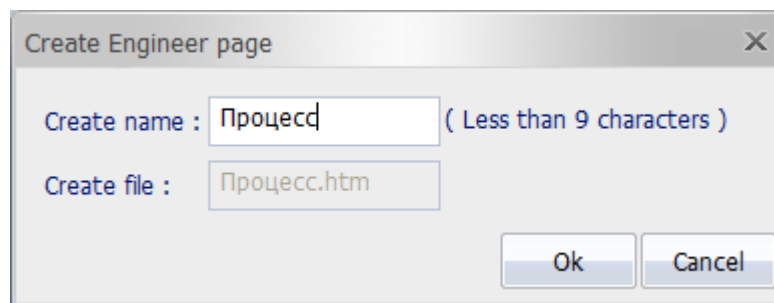 Create Engineer page
Create name : Процесс ( Less than 9 characters )
Create file : Процесс.htm
Ok Cancel